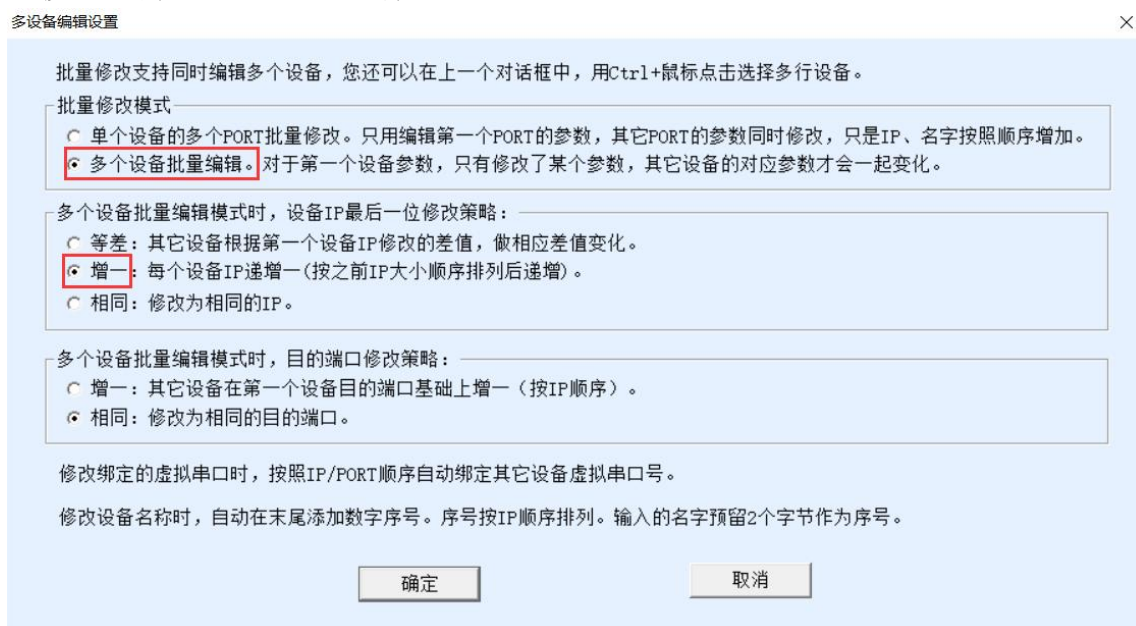 多设备编辑设置
批量修改支持同时编辑多个设备，您还可以在上一个对话框中，用Ctrl+鼠标点击选择多行设备。
批量修改模式
单个设备的多个PORT批量修改。只用编辑第一个PORT的参数，其它PORT的参数同时修改，只是IP、名字按照顺序增加。
多个设备批量编辑。对于第一个设备参数，只有修改了某个参数，其它设备的对应参数才会一起变化。
多个设备批量编辑模式时，设备IP最后一位修改策略：
等差：其它设备根据第一个设备IP修改的差值，做相应差值变化。
增一：每个设备IP递增一(按之前IP大小顺序排列后递增)。
相同：修改为相同的IP。
多个设备批量编辑模式时，目的端口修改策略：
增一：其它设备在第一个设备目的端口基础上增一（按IP顺序）。
相同：修改为相同的目的端口。
修改绑定的虚拟串口时，按照IP/PORT顺序自动绑定其它设备虚拟串口号。
修改设备名称时，自动在末尾添加数字序号。序号按IP顺序排列。输入的名字预留2个字节作为序号。
确定 取消